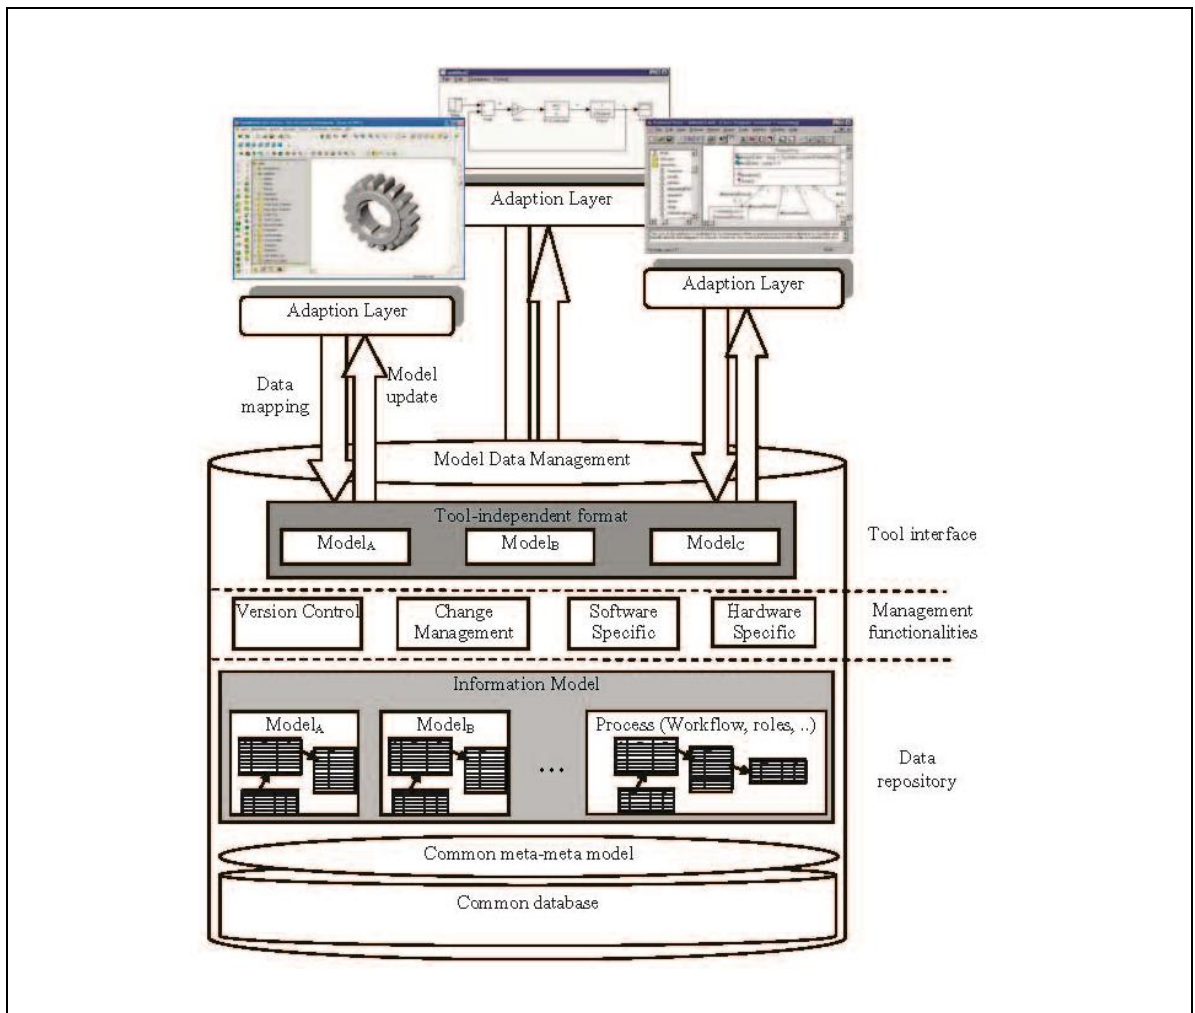 Adaption Layer
Adaption Layer
Adaption Layer
Data
mapping
Model
update
Model Data Management
Tool-independent format
ModelA
ModelB
ModelC
Tool interface
Version Control
Change
Management
Software
Specific
Hardware
Specific
Management
functionalities
Information Model
ModelA
ModelB
...
Process (Workflow, roles, ..)
Data
repository
Common meta-meta model
Common database